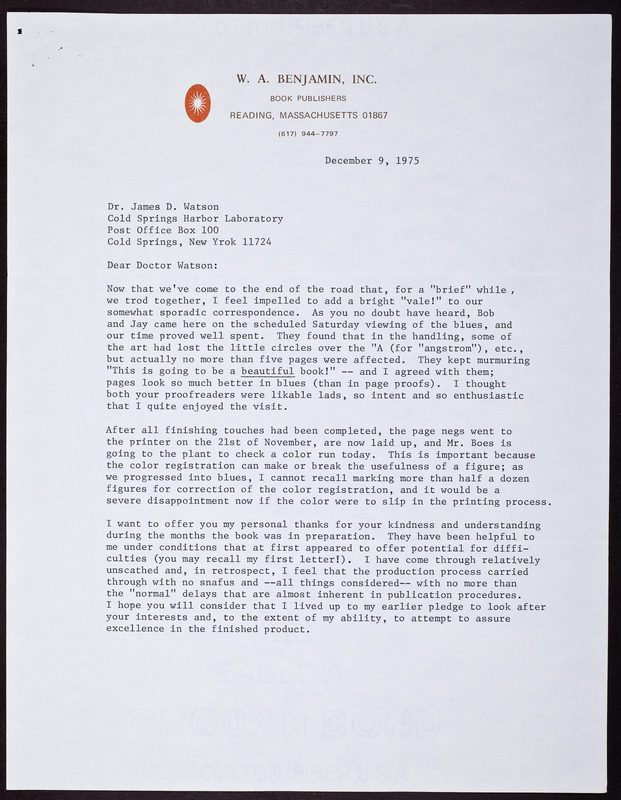 W. A. BENJAMIN, INC.
BOOK PUBLISHERS
READING, MASSACHUSETTS 01867
(617) 944–7797
December 9, 1975
Dr. James D. Watson
Cold Springs Harbor Laboratory
Post Office Box 100
Cold Springs, New Yrok 11724
Dear Doctor Watson:
Now that we've come to the end of the road that, for a "brief" while,
we trod together, I feel impelled to add a bright "vale!" to our
somewhat sporadic correspondence. As you no doubt have heard, Bob
and Jay came here on the scheduled Saturday viewing of the blues, and
our time proved well spent. They found that in the handling, some of
the art had lost the little circles over the "A (for "angstrom"), etc.,
but actually no more than five pages were affected. They kept murmuring
"This is going to be a beautiful book!" -- and I agreed with them;
pages look so much better in blues (than in page proofs). I thought
both your proofreaders were likable lads, so intent and so enthusiastic
that I quite enjoyed the visit.
After all finishing touches had been completed, the page negs went to
the printer on the 21st of November, are now laid up, and Mr. Boes is
going to the plant to check a color run today. This is important because
the color registration can make or break the usefulness of a figure; as
we progressed into blues, I cannot recall marking more than half a dozen
figures for correction of the color registration, and it would be a
severe disappointment now if the color were to slip in the printing process.
I want to offer you my personal thanks for your kindness and understanding
during the months the book was in preparation. They have been helpful to
me under conditions that at first appeared to offer potential for diffi-
culties (you may recall my first letter!). I have come through relatively
unscathed and, in retrospect, I feel that the production process carried
through with no snafus and --all things considered-- with no more than
the "normal" delays that are almost inherent in publication procedures.
I hope you will consider that I lived up to my earlier pledge to look after
your interests and, to the extent of my ability, to attempt to assure
excellence in the finished product.